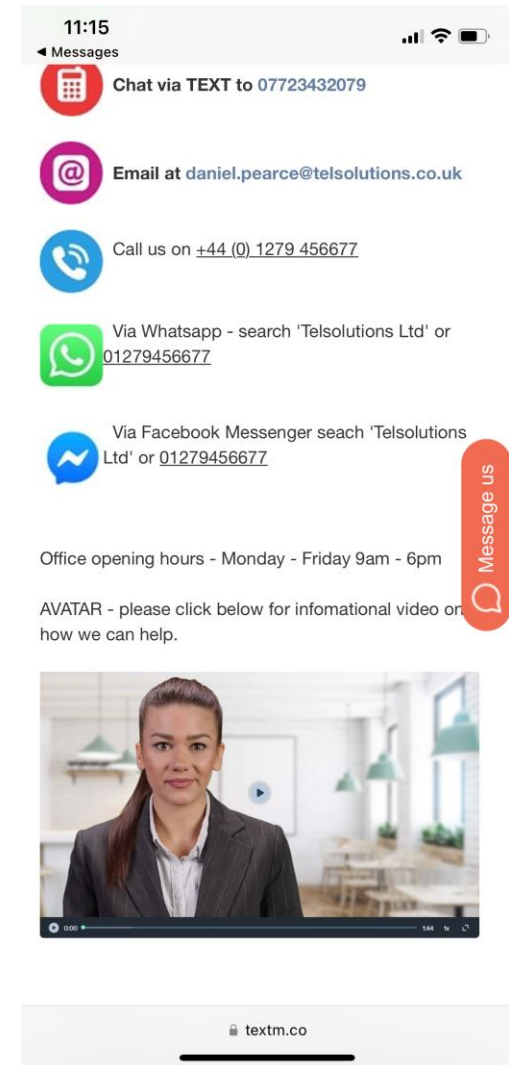 11:15
◀ Messages
Chat via TEXT to 07723432079
Email at daniel.pearce@telsolutions.co.uk
Call us on +44 (0) 1279 456677
Via Whatsapp - search 'Telsolutions Ltd' or
01279456677
Via Facebook Messenger seach 'Telsolutions
Ltd' or 01279456677
Message us
Office opening hours - Monday - Friday 9am - 6pm
AVATAR - please click below for infomational video on
how we can help.
0:00 1:44 1x
textm.co